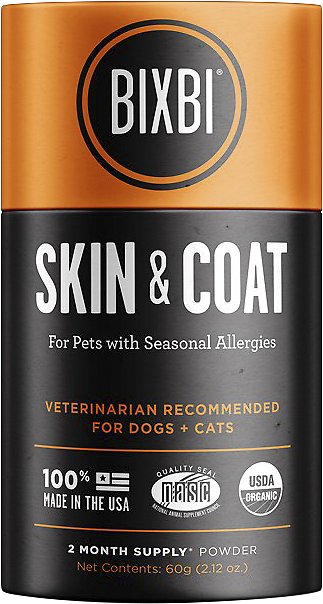 BIXBI®
SKIN & COAT
For Pets with Seasonal Allergies
VETERINARIAN RECOMMENDED
FOR DOGS + CATS
100%
MADE IN THE USA
QUALITY SEAL
nasc
NATIONAL ANIMAL SUPPLEMENT COUNCIL
USDA
ORGANIC
2 MONTH SUPPLY* POWDER
Net Contents: 60g (2.12 oz.)